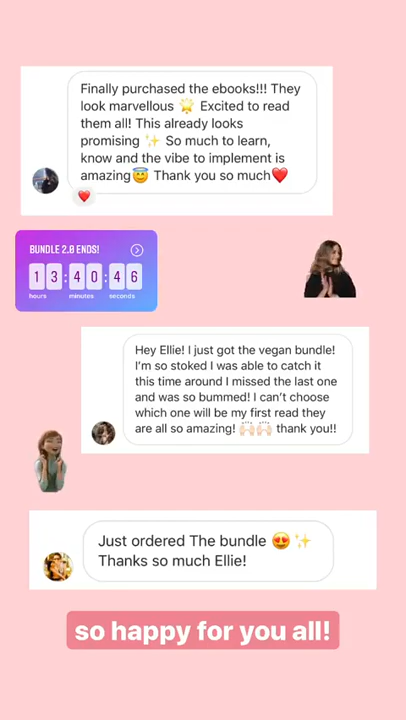 Finally purchased the ebooks!!! They
look marvellous 🌟 Excited to read
them all! This already looks
promising ✨ So much to learn,
know and the vibe to implement is
amazing😇 Thank you so much❤️
❤️
BUNDLE 2.0 ENDS!
13:40:46
hours minutes seconds
Hey Ellie! I just got the vegan bundle!
I'm so stoked I was able to catch it
this time around I missed the last one
and was so bummed! I can't choose
which one will be my first read they
are all so amazing! 🙌🏻🙌🏻 thank you!!
Just ordered The bundle 😍✨
Thanks so much Ellie!
so happy for you all!